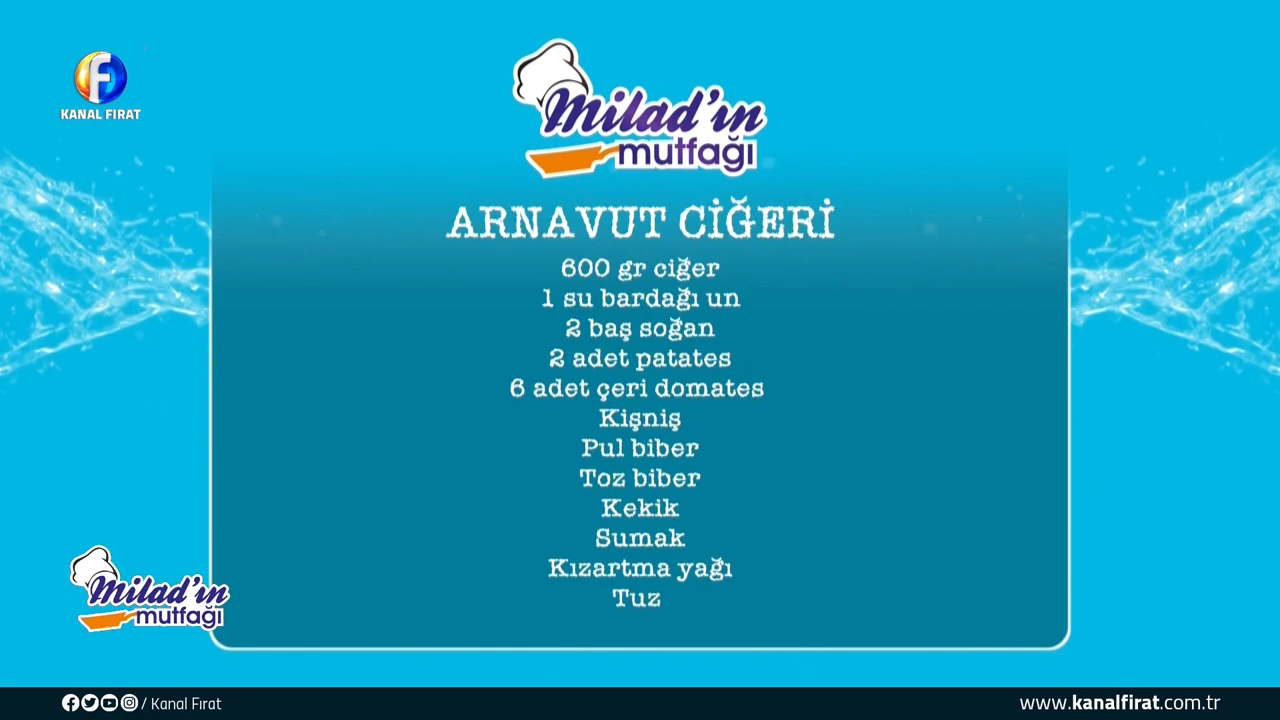 KANAL FIRAT
Milad'ın
mutfağı
ARNAVUT CİĞERİ
600 gr ciğer
1 su bardağı un
2 baş soğan
2 adet patates
6 adet çeri domates
Kişniş
Pul biber
Toz biber
Kekik
Sumak
Kızartma yağı
Tuz
Milad'ın
mutfağı
/ Kanal Fırat
www.kanalfirat.com.tr